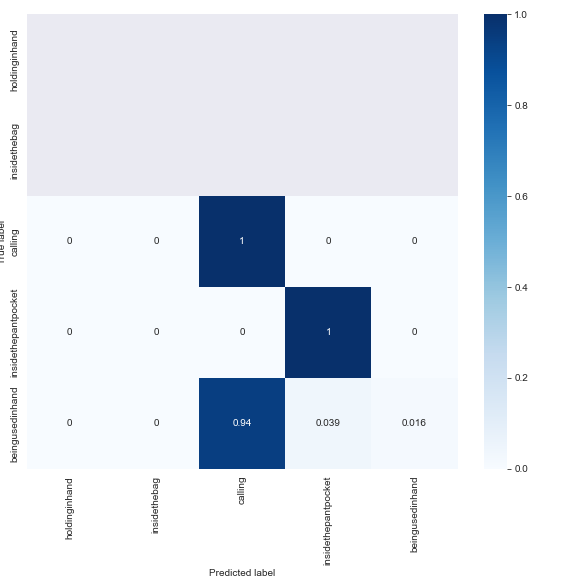 holdinginhand
insidethebag
calling
insidethepantpocket
beingusedinhand
True label
0 0 1 0 0
0 0 0 1 0
0 0 0.94 0.039 0.016
holdinginhand
insidethebag
calling
insidethepantpocket
beingusedinhand
Predicted label
1.0
0.8
0.6
0.4
0.2
0.0